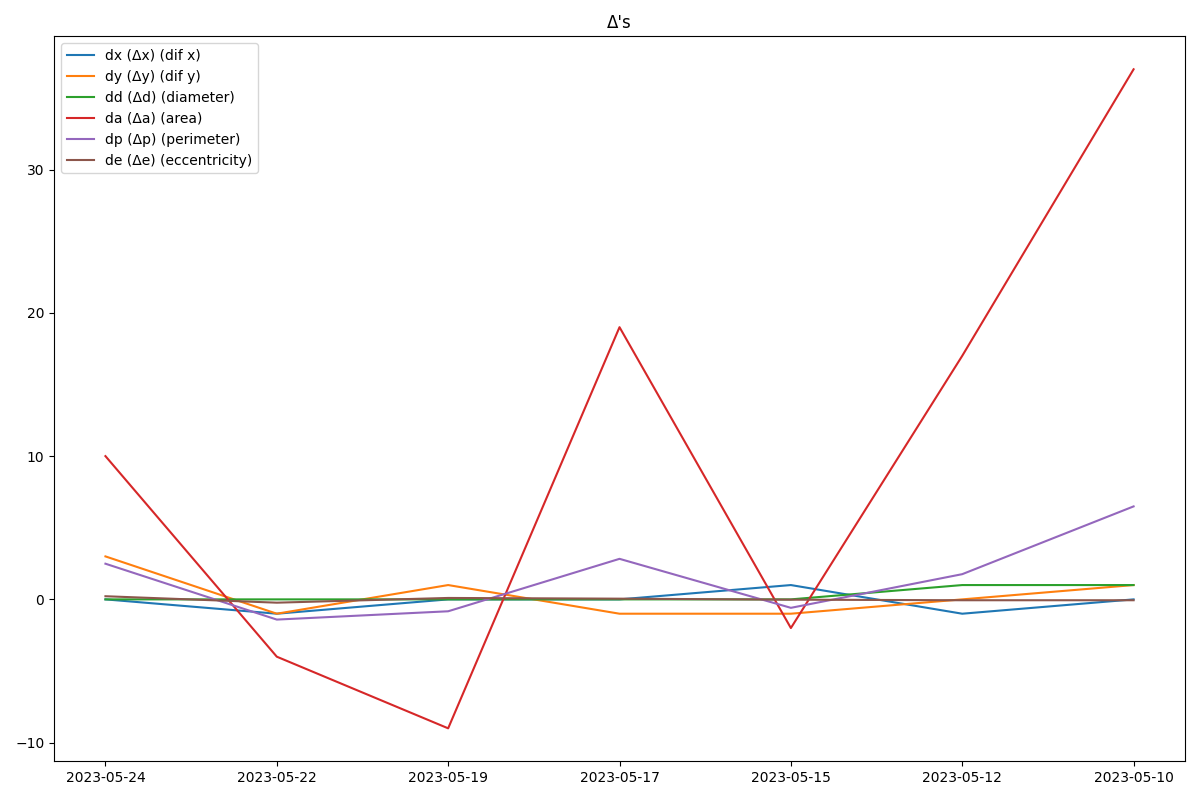 Δ's
dx (Δx) (dif x)
dy (Δy) (dif y)
dd (Δd) (diameter)
da (Δa) (area)
dp (Δp) (perimeter)
de (Δe) (eccentricity)
30
20
10
0
−10
2023-05-24 2023-05-22 2023-05-19 2023-05-17 2023-05-15 2023-05-12 2023-05-10